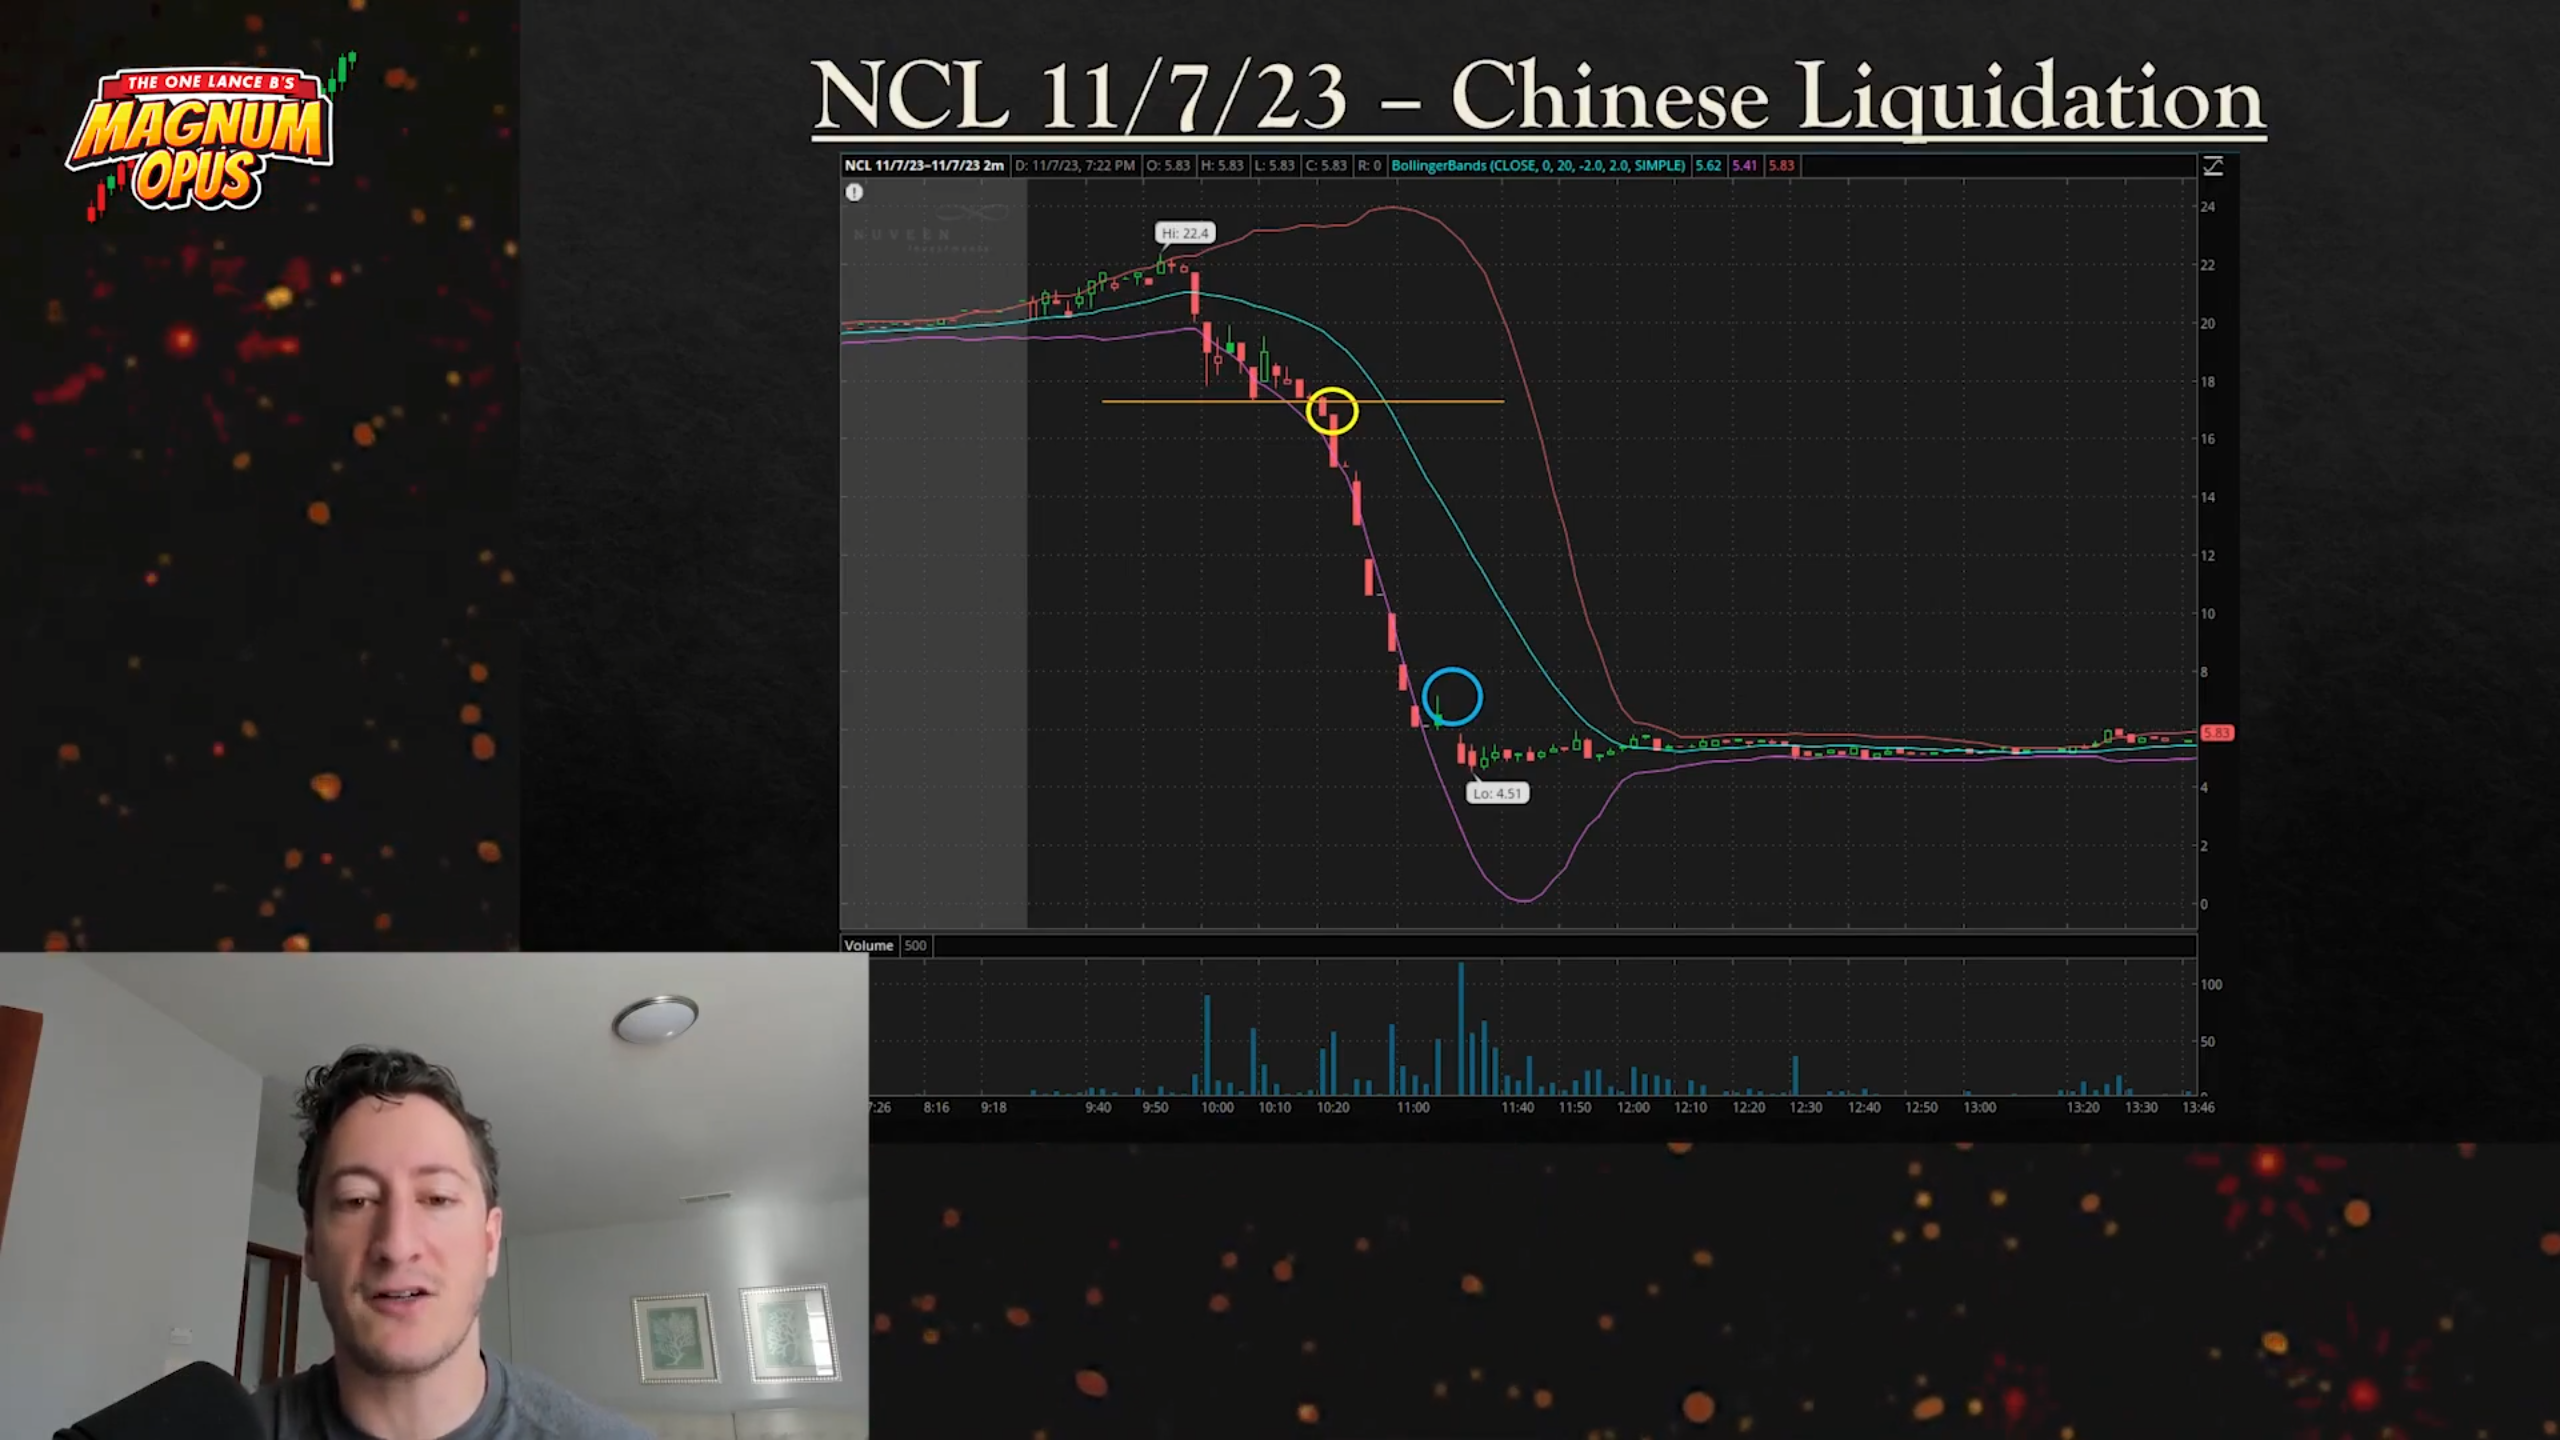 THE ONE LANCE B'S
MAGNUM
OPUS
NCL 11/7/23 – Chinese Liquidation
NCL 11/7/23–11/7/23 2m D: 11/7/23, 7:22 PM O: 5.83 H: 5.83 L: 5.83 C: 5.83 R: 0 BollingerBands (CLOSE, 0, 20, -2.0, 2.0, SIMPLE) 5.62 5.41 5.83
NUVEEN
Investments
Hi: 22.4
24
22
20
18
16
14
12
10
8
5.83
4
2
0
Lo: 4.51
Volume 500
100
50
7:26 8:16 9:18 9:40 9:50 10:00 10:10 10:20 11:00 11:40 11:50 12:00 12:10 12:20 12:30 12:40 12:50 13:00 13:20 13:30 13:46